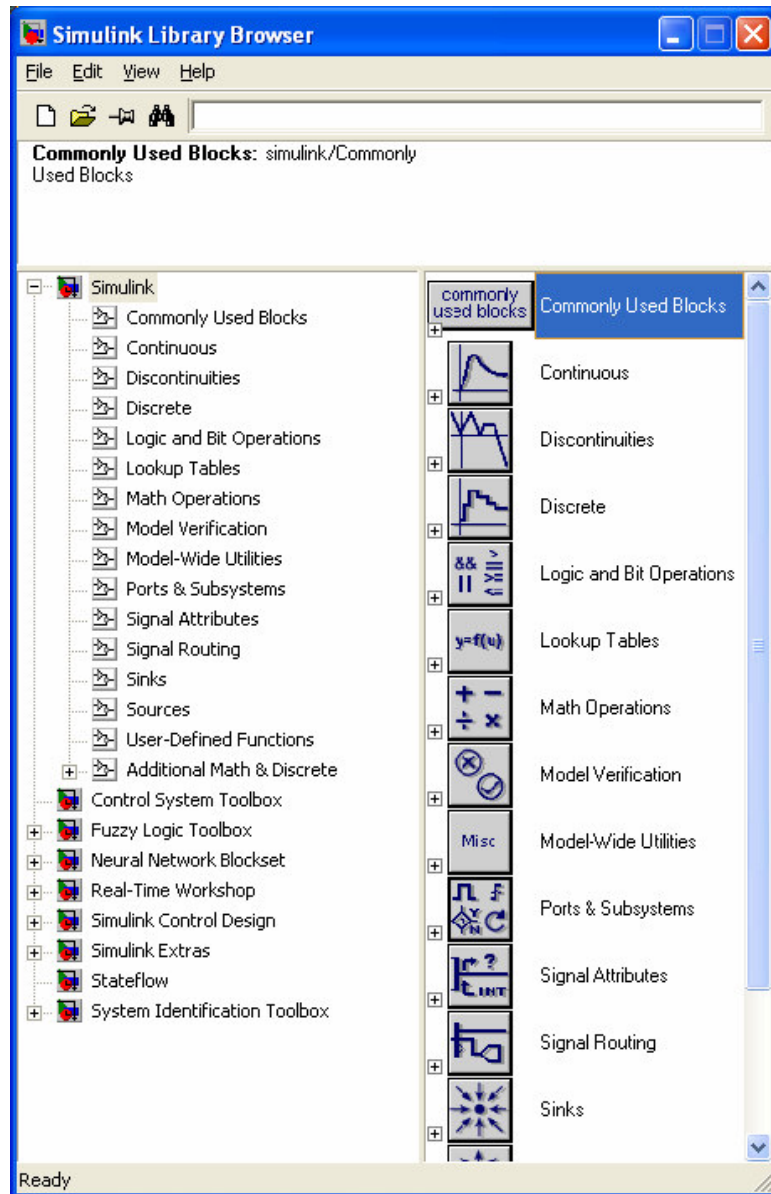 Simulink Library Browser
File Edit View Help
Commonly Used Blocks: simulink/Commonly
Used Blocks
Simulink
Commonly Used Blocks
Continuous
Discontinuities
Discrete
Logic and Bit Operations
Lookup Tables
Math Operations
Model Verification
Model-Wide Utilities
Ports & Subsystems
Signal Attributes
Signal Routing
Sinks
Sources
User-Defined Functions
Additional Math & Discrete
Control System Toolbox
Fuzzy Logic Toolbox
Neural Network Blockset
Real-Time Workshop
Simulink Control Design
Simulink Extras
Stateflow
System Identification Toolbox
commonly
used blocks
Commonly Used Blocks
Continuous
Discontinuities
Discrete
&& > >=
|| >= <=
Logic and Bit Operations
y=f(u)
Lookup Tables
+ −
÷ ×
Math Operations
Model Verification
Misc
Model-Wide Utilities
Y
N
Ports & Subsystems
?
t, INT
Signal Attributes
Signal Routing
Sinks
Ready